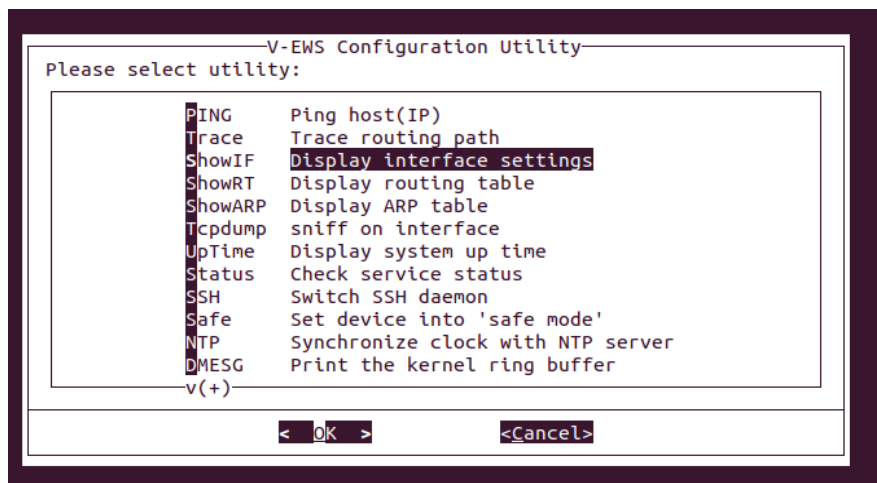 V-EWS Configuration Utility
Please select utility:
PING Ping host(IP)
Trace Trace routing path
ShowIF Display interface settings
ShowRT Display routing table
ShowARP Display ARP table
Tcpdump sniff on interface
UpTime Display system up time
Status Check service status
SSH Switch SSH daemon
Safe Set device into 'safe mode'
NTP Synchronize clock with NTP server
DMESG Print the kernel ring buffer
v(+)
< OK > <Cancel>